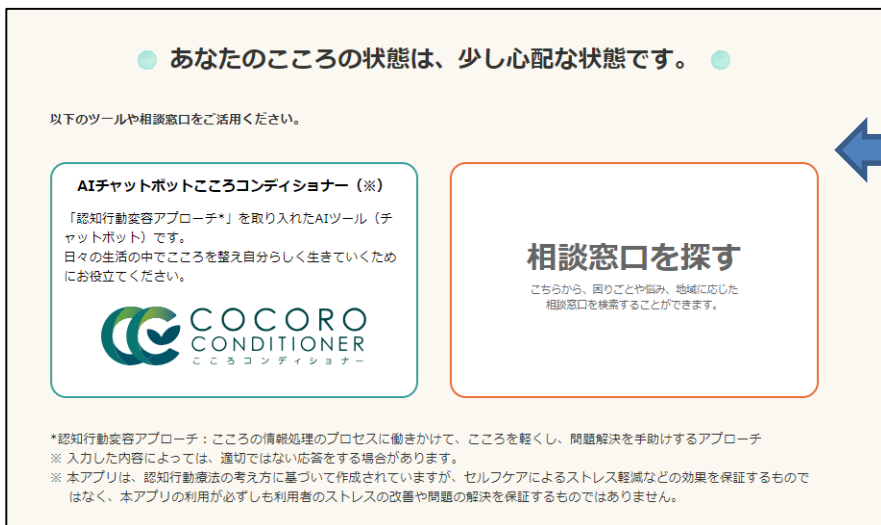 あなたのこころの状態は、少し心配な状態です。
以下のツールや相談窓口をご活用ください。
AIチャットボットこころコンディショナー（※）
「認知行動変容アプローチ*」を取り入れたAIツール（チ
ャットボット）です。
日々の生活の中でこころを整え自分らしく生きていくため
にお役立てください。
COCORO
CONDITIONER
こころコンディショナー
相談窓口を探す
こちらから、困りごとや悩み、地域に応じた
相談窓口を検索することができます。
*認知行動変容アプローチ：こころの情報処理のプロセスに働きかけて、こころを軽くし、問題解決を手助けするアプローチ
※ 入力した内容によっては、適切ではない応答をする場合があります。
※ 本アプリは、認知行動療法の考え方に基づいて作成されていますが、セルフケアによるストレス軽減などの効果を保証するもので
はなく、本アプリの利用が必ずしも利用者のストレスの改善や問題の解決を保証するものではありません。